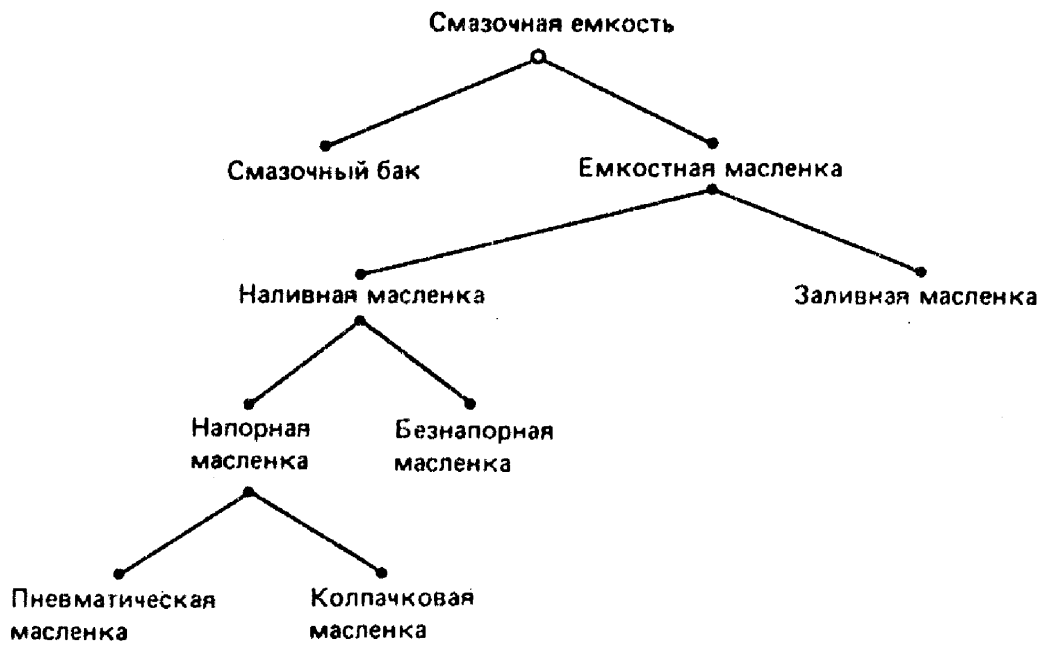 Смазочная емкость
Смазочный бак
Емкостная масленка
Наливная масленка
Заливная масленка
Напорная
масленка
Безнапорная
масленка
Пневматическая
масленка
Колпачковая
масленка